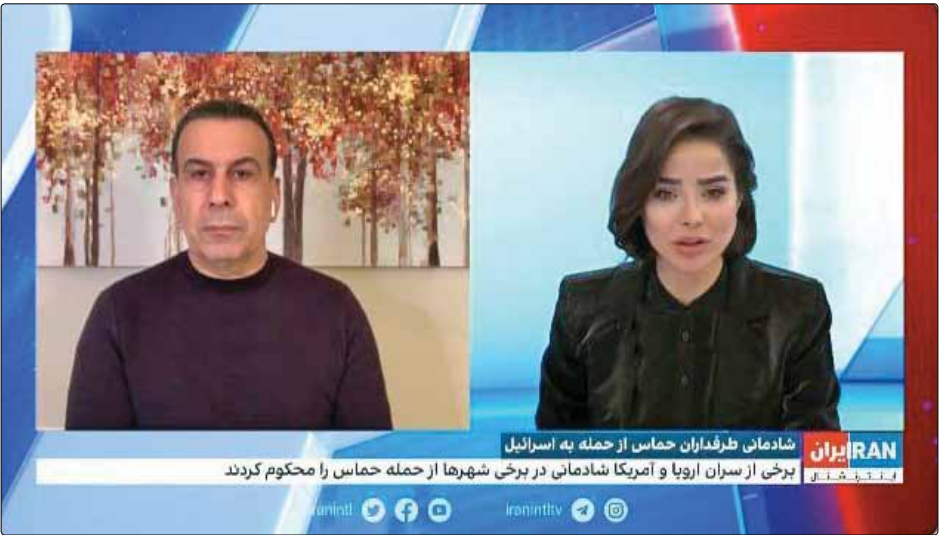 شادمانی طرفداران حماس از حمله به اسرائیل
برخی از سران اروپا و آمریکا شادمانی در برخی شهرها از حمله حماس را محکوم کردند
ایران IRAN
اینترنشنال
iranintl
iranintltv